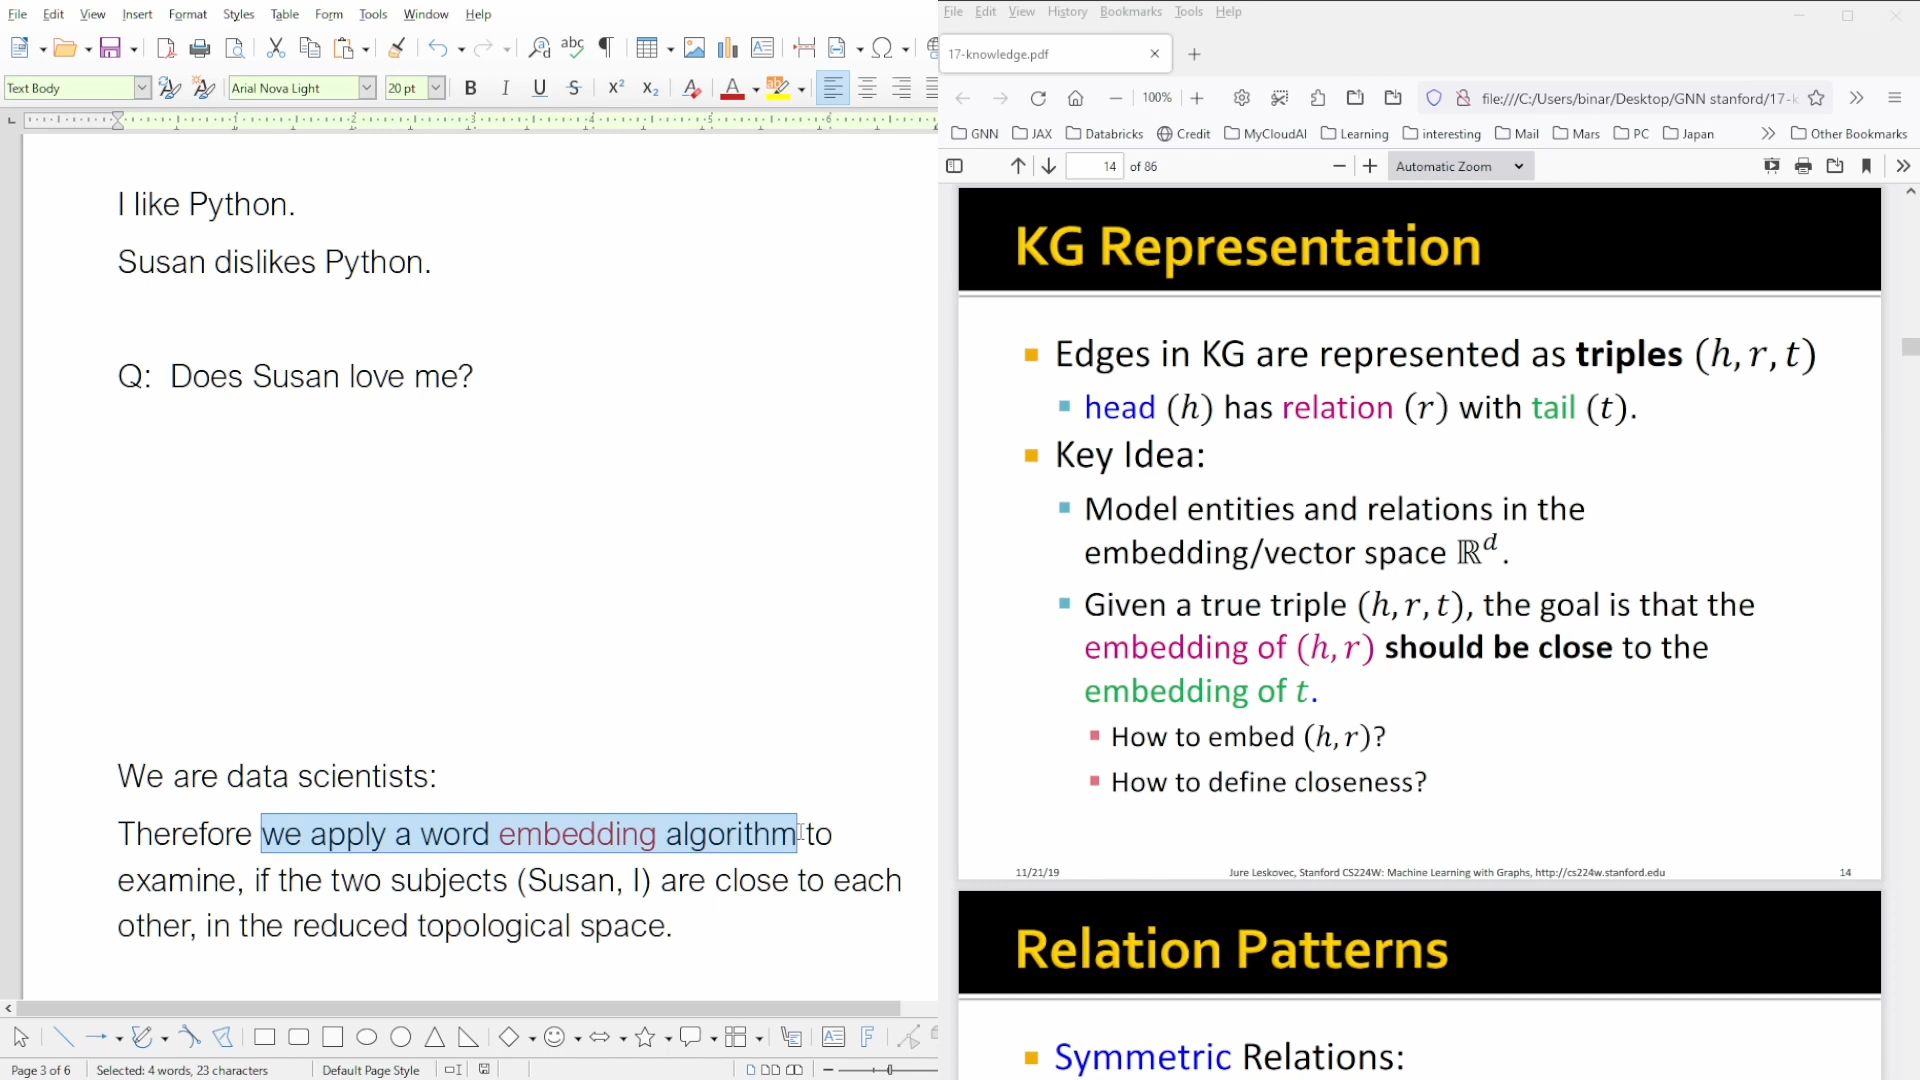 File Edit View Insert Format Styles Table Form Tools Window Help
Text Body
Arial Nova Light
20 pt
I like Python.
Susan dislikes Python.
Q: Does Susan love me?
We are data scientists:
Therefore we apply a word embedding algorithm to
examine, if the two subjects (Susan, I) are close to each
other, in the reduced topological space.
Page 3 of 6 Selected: 4 words, 23 characters Default Page Style
File Edit View History Bookmarks Tools Help
17-knowledge.pdf
100%
file:///C:/Users/binar/Desktop/GNN stanford/17-k
GNN JAX Databricks Credit MyCloudAI Learning interesting Mail Mars PC Japan Other Bookmarks
14 of 86 Automatic Zoom
KG Representation
Edges in KG are represented as triples (h, r, t)
head (h) has relation (r) with tail (t).
Key Idea:
Model entities and relations in the
embedding/vector space ℝᵈ.
Given a true triple (h, r, t), the goal is that the
embedding of (h, r) should be close to the
embedding of t.
How to embed (h, r)?
How to define closeness?
11/21/19 Jure Leskovec, Stanford CS224W: Machine Learning with Graphs, http://cs224w.stanford.edu 14
Relation Patterns
Symmetric Relations: